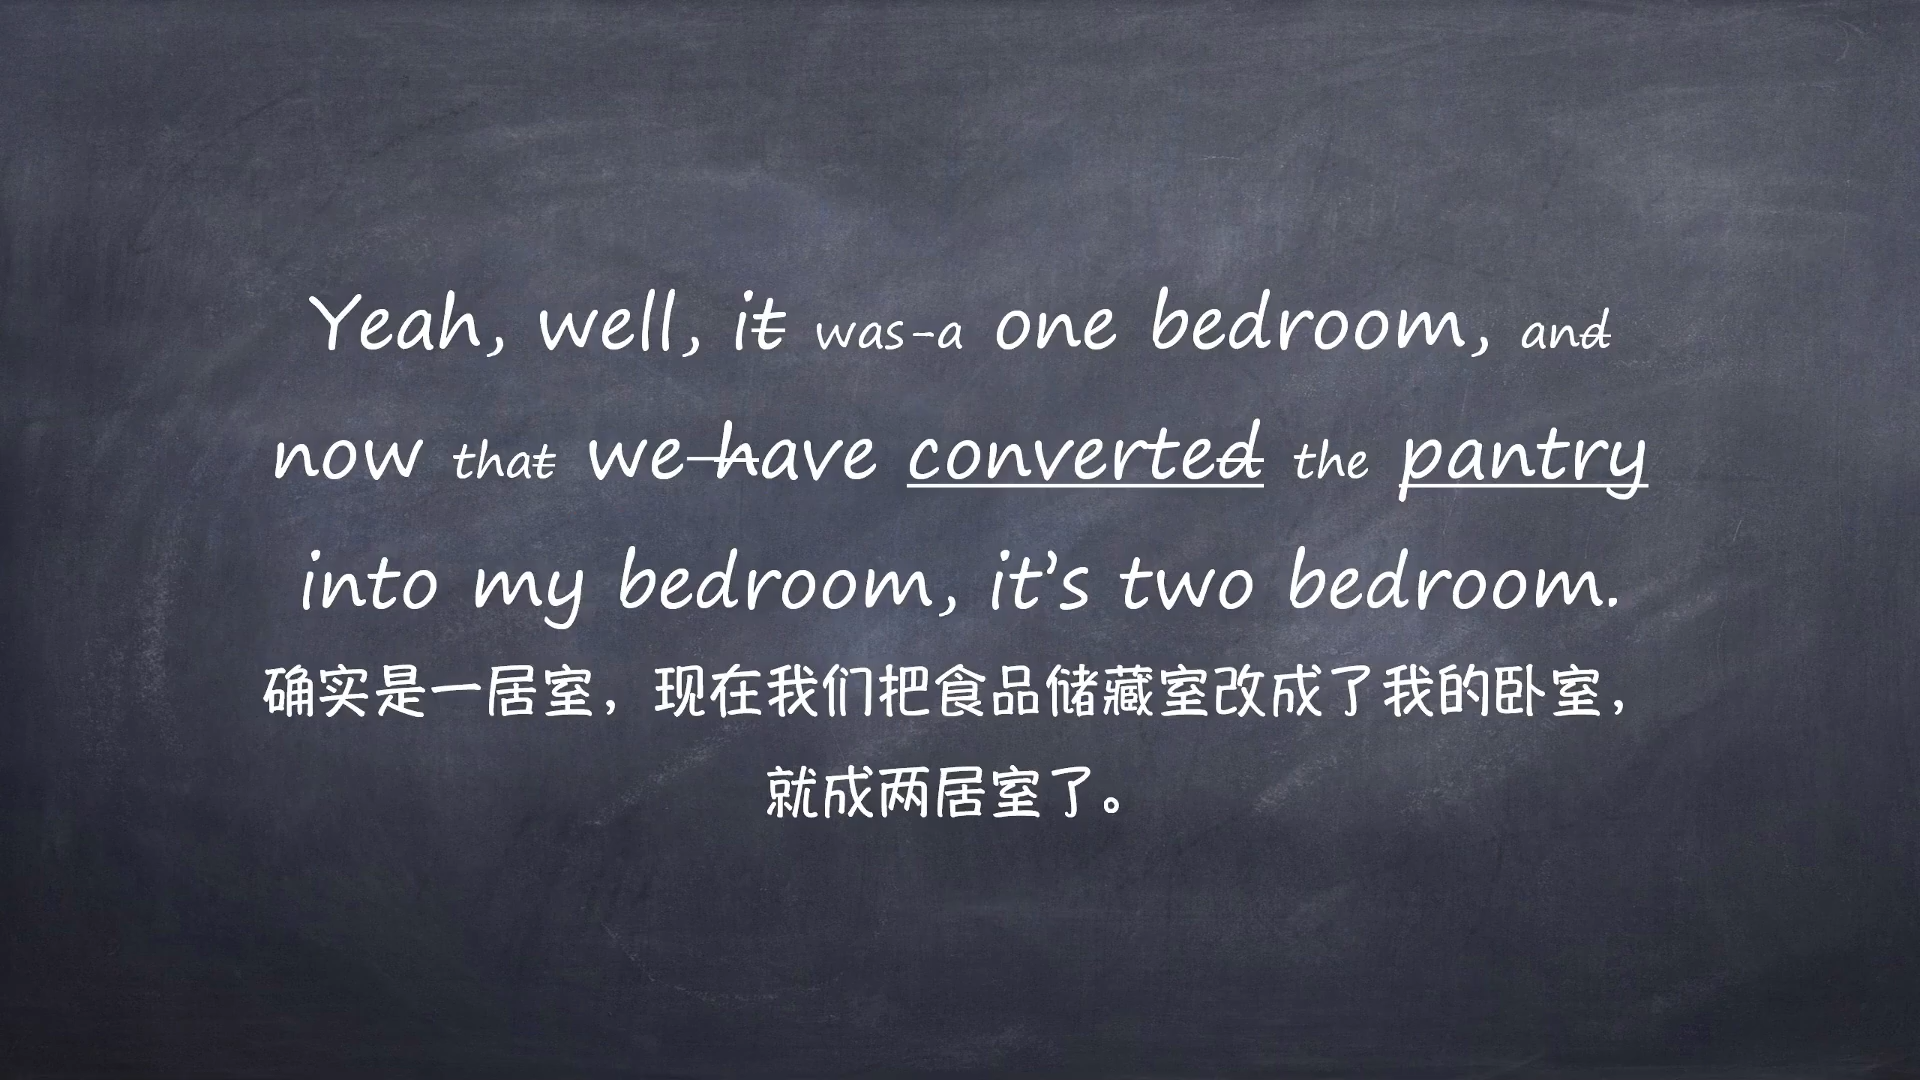 Yeah, well, it was-a one bedroom, and
now that we-have converted the pantry
into my bedroom, it’s two bedroom.
确实是一居室，现在我们把食品储藏室改成了我的卧室，
就成两居室了。